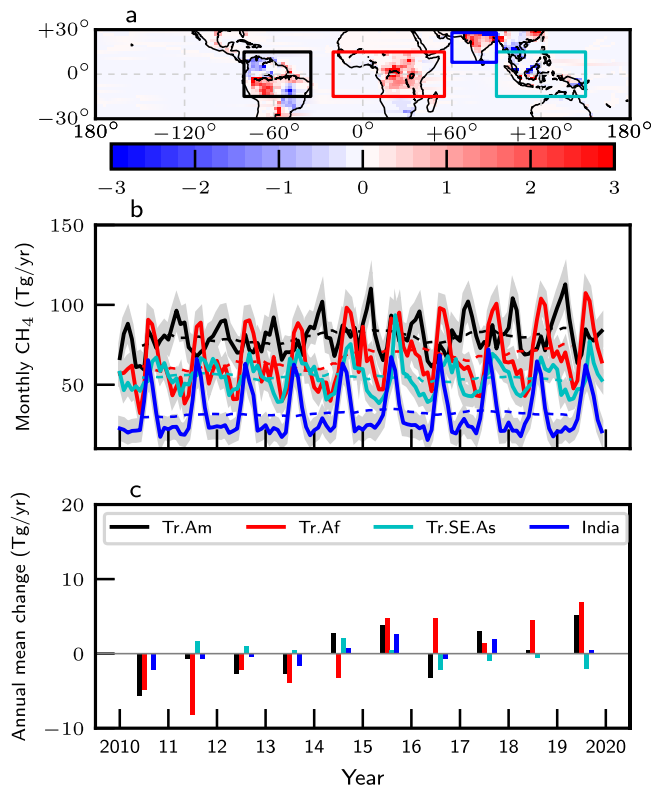 a
+30°
0°
−30°
180° −120° −60° 0° +60° +120° 180°
−3 −2 −1 0 1 2 3
b
Monthly CH₄ (Tg/yr)
150
100
50
c
Annual mean change (Tg/yr)
20
10
0
−10
Tr.Am Tr.Af Tr.SE.As India
2010 11 12 13 14 15 16 17 18 19 2020
Year